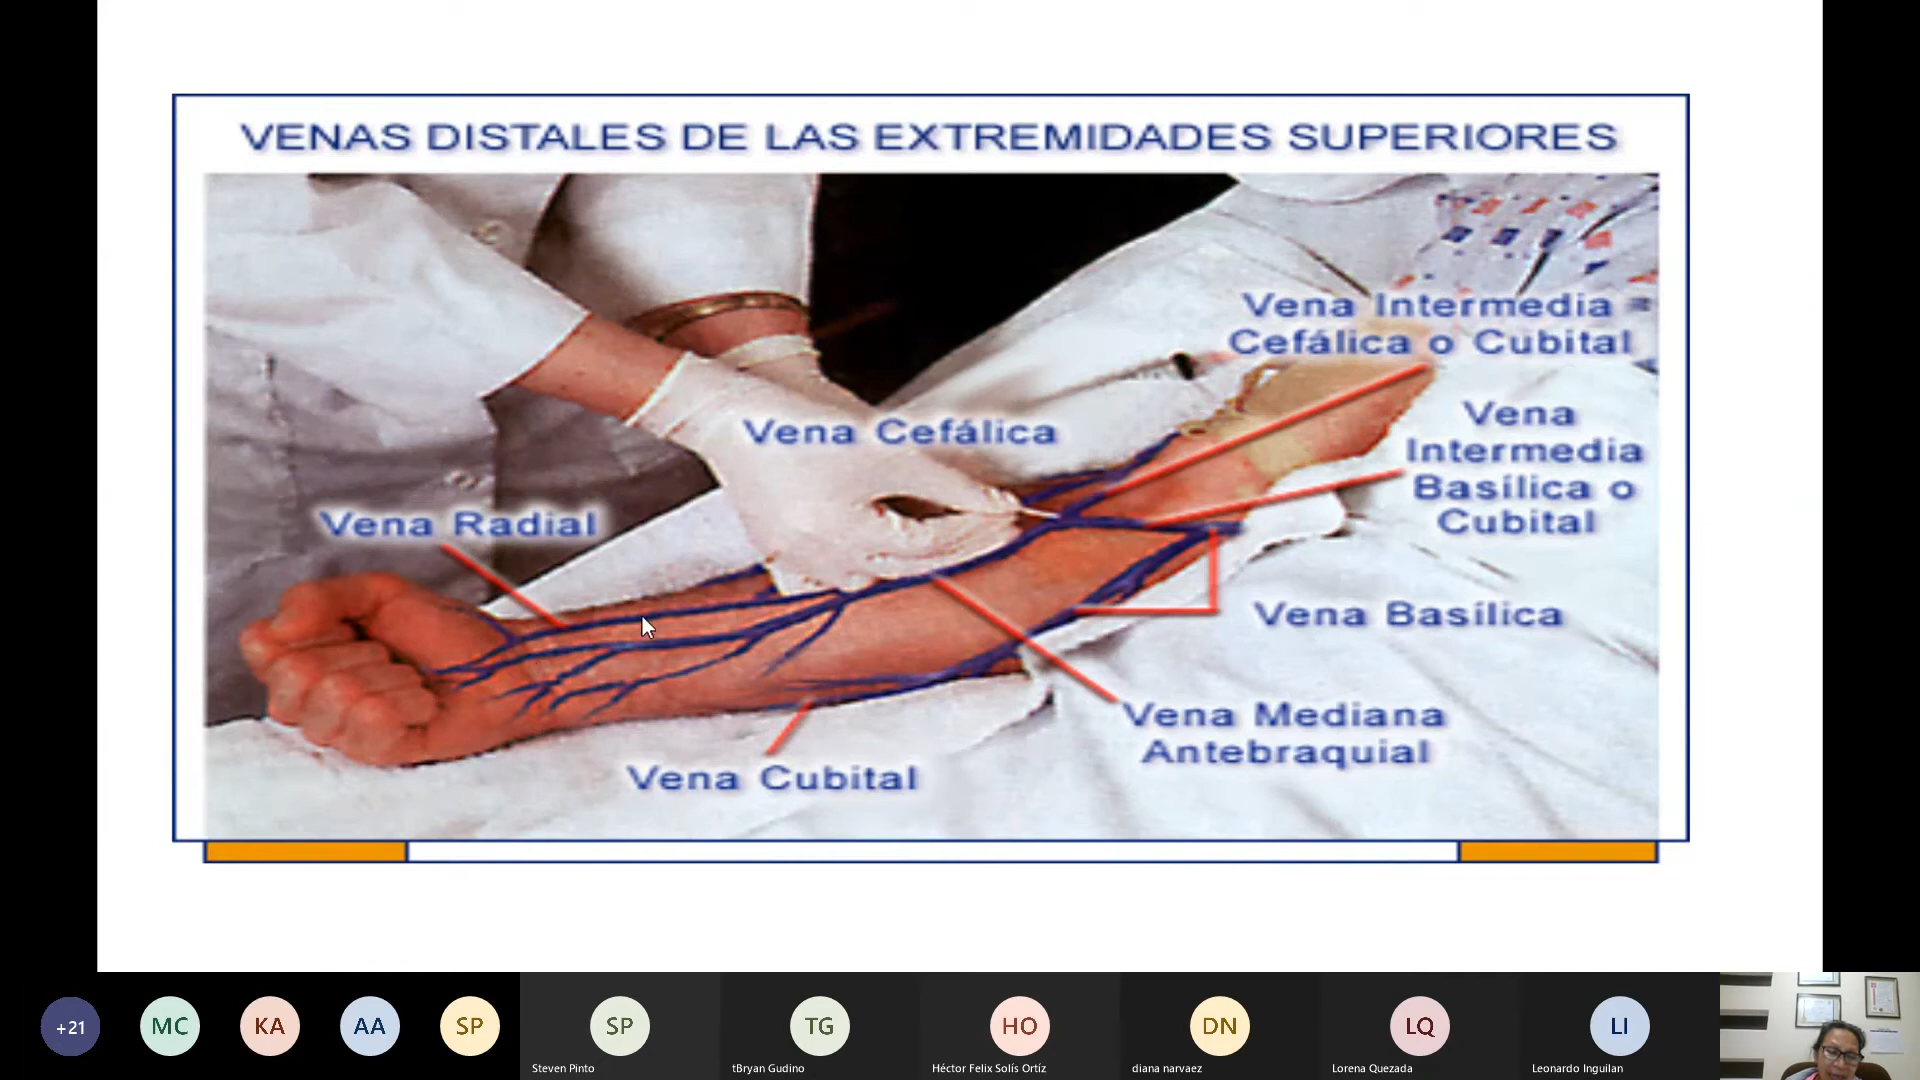 VENAS DISTALES DE LAS EXTREMIDADES SUPERIORES
Vena Intermedia
Cefálica o Cubital
Vena Cefálica
Vena
Intermedia
Basílica o
Cubital
Vena Radial
Vena Basílica
Vena Mediana
Antebraquial
Vena Cubital
+21
MC
KA
AA
SP
SP
TG
HO
DN
LQ
LI
Steven Pinto
tBryan Gudino
Héctor Felix Solís Ortíz
diana narvaez
Lorena Quezada
Leonardo Inguilan